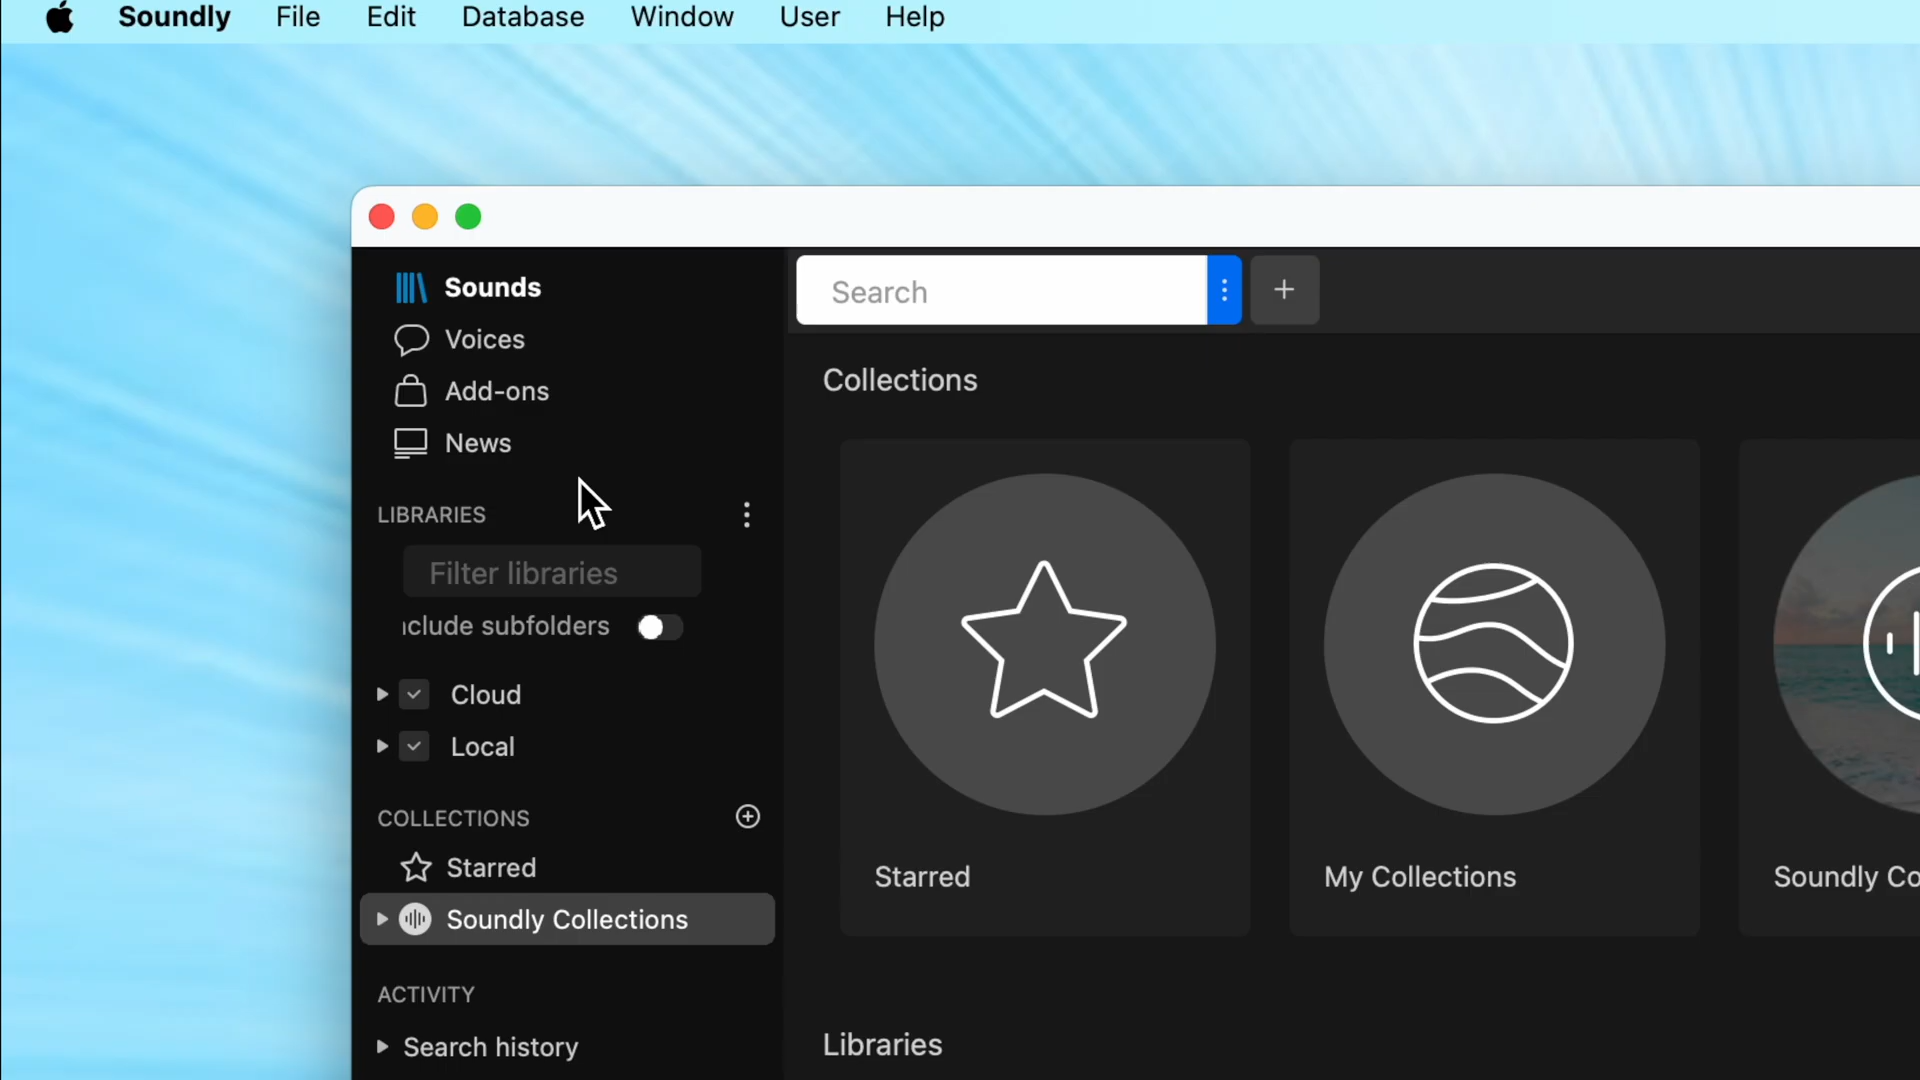 Soundly File Edit Database Window User Help
Sounds
Voices
Add-ons
News
LIBRARIES
Filter libraries
nclude subfolders
Cloud
Local
COLLECTIONS
Starred
Soundly Collections
ACTIVITY
Search history
Search
Collections
Starred
My Collections
Soundly Co
Libraries